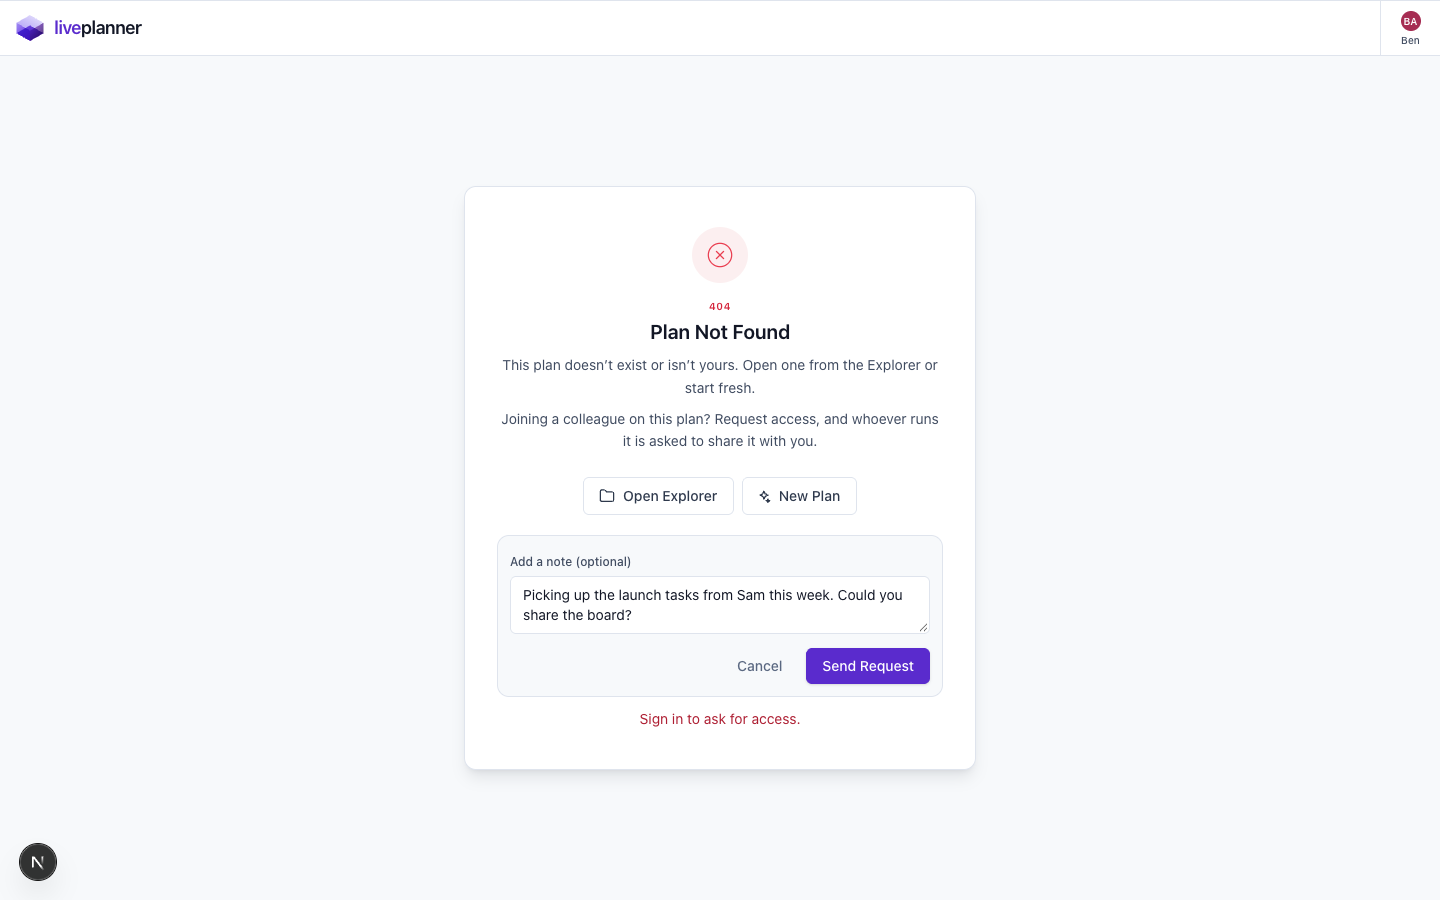 liveplanner
BA
Ben
404
Plan Not Found
This plan doesn’t exist or isn’t yours. Open one from the Explorer or
start fresh.
Joining a colleague on this plan? Request access, and whoever runs
it is asked to share it with you.
Open Explorer
New Plan
Add a note (optional)
Picking up the launch tasks from Sam this week. Could you
share the board?
Cancel
Send Request
Sign in to ask for access.
N